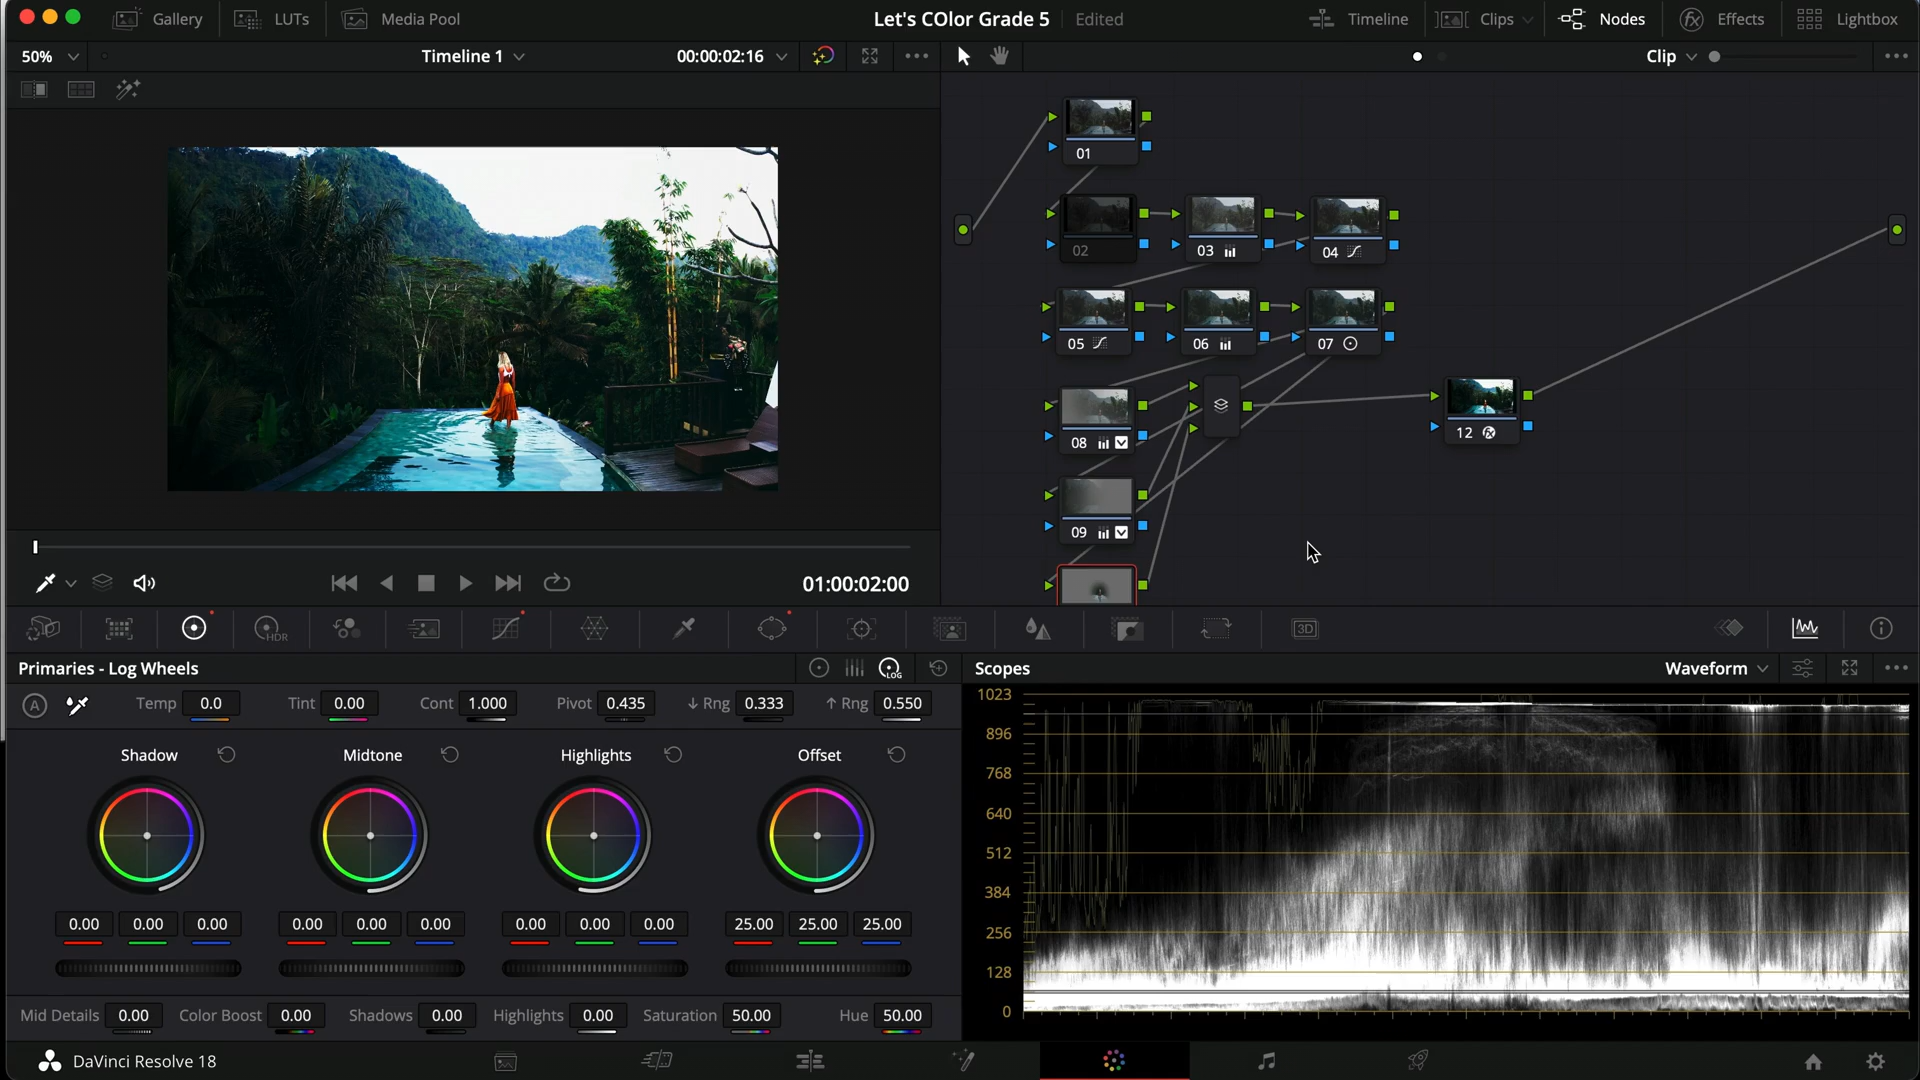 Gallery LUTs Media Pool Let's COlor Grade 5 Edited Timeline Clips Nodes Effects Lightbox
50% Timeline 1 00:00:02:16 Clip
01
02 03 04
05 06 07
08
12
09
01:00:02:00
HDR 3D
Primaries - Log Wheels LOG Scopes Waveform
A Temp 0.0 Tint 0.00 Cont 1.000 Pivot 0.435 ↓ Rng 0.333 ↑ Rng 0.550
Shadow Midtone Highlights Offset
0.00 0.00 0.00 0.00 0.00 0.00 0.00 0.00 0.00 25.00 25.00 25.00
Mid Details 0.00 Color Boost 0.00 Shadows 0.00 Highlights 0.00 Saturation 50.00 Hue 50.00
1023
896
768
640
512
384
256
128
0
DaVinci Resolve 18